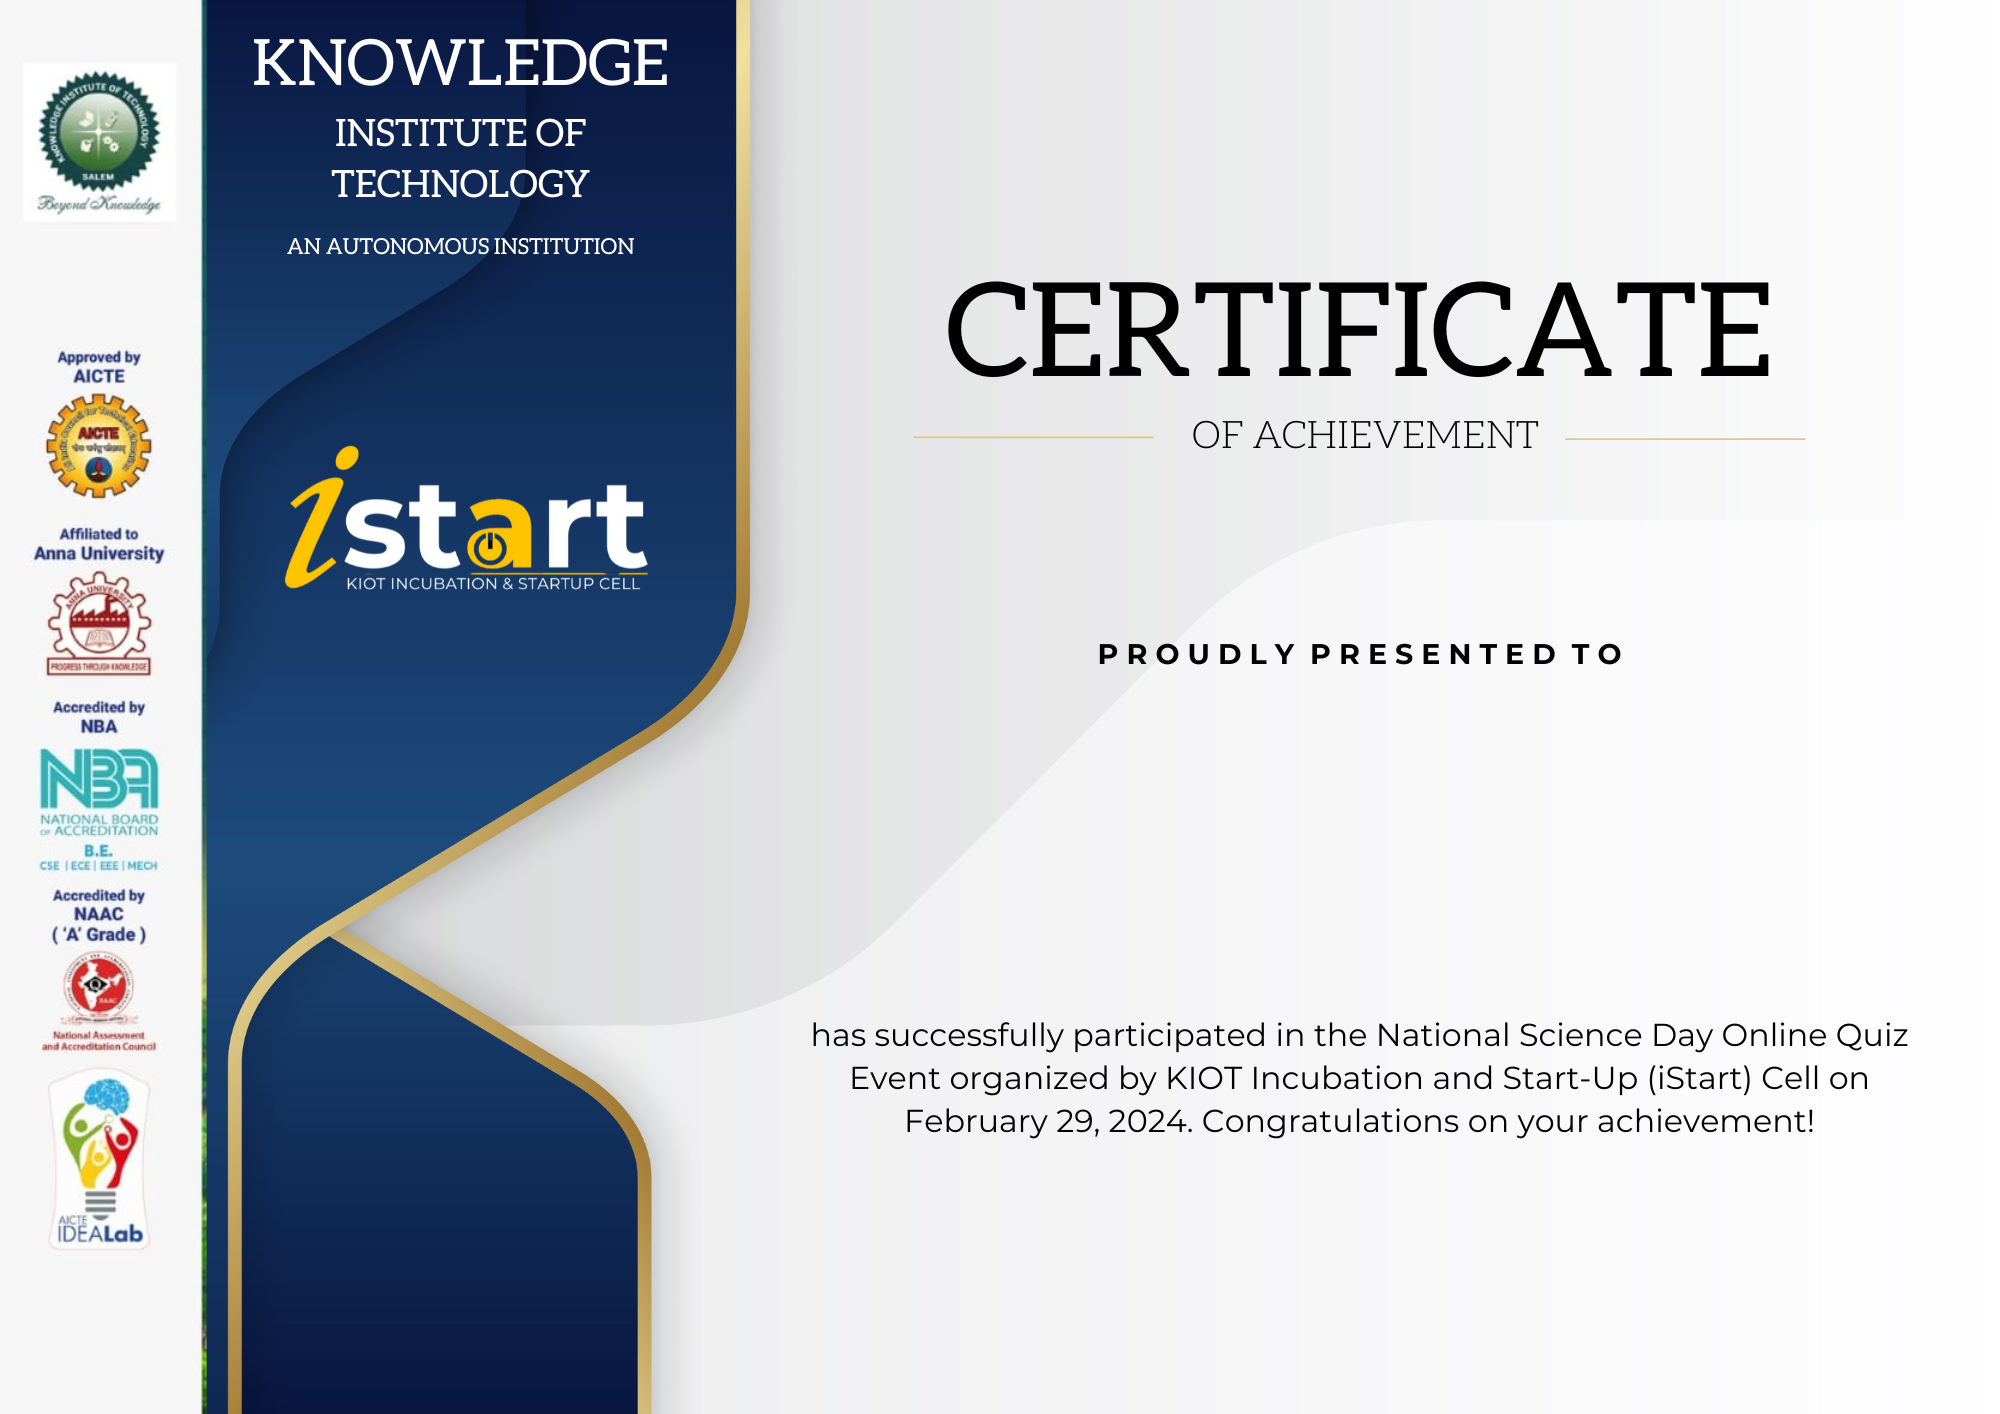 KNOWLEDGE INSTITUTE OF TECHNOLOGY
SALEM
Beyond Knowledge
Approved by
AICTE
AICTE
Affiliated to
Anna University
ANNA UNIVERSITY
PROGRESS THROUGH KNOWLEDGE
Accredited by
NBA
NBA
NATIONAL BOARD
OF ACCREDITATION
B.E.
CSE | ECE | EEE | MECH
Accredited by
NAAC
( 'A' Grade )
National Assessment
and Accreditation Council
AICTE
IDEALab
KNOWLEDGE
INSTITUTE OF
TECHNOLOGY
AN AUTONOMOUS INSTITUTION
istart
KIOT INCUBATION & STARTUP CELL
CERTIFICATE
OF ACHIEVEMENT
PROUDLY PRESENTED TO
has successfully participated in the National Science Day Online Quiz
Event organized by KIOT Incubation and Start-Up (iStart) Cell on
February 29, 2024. Congratulations on your achievement!